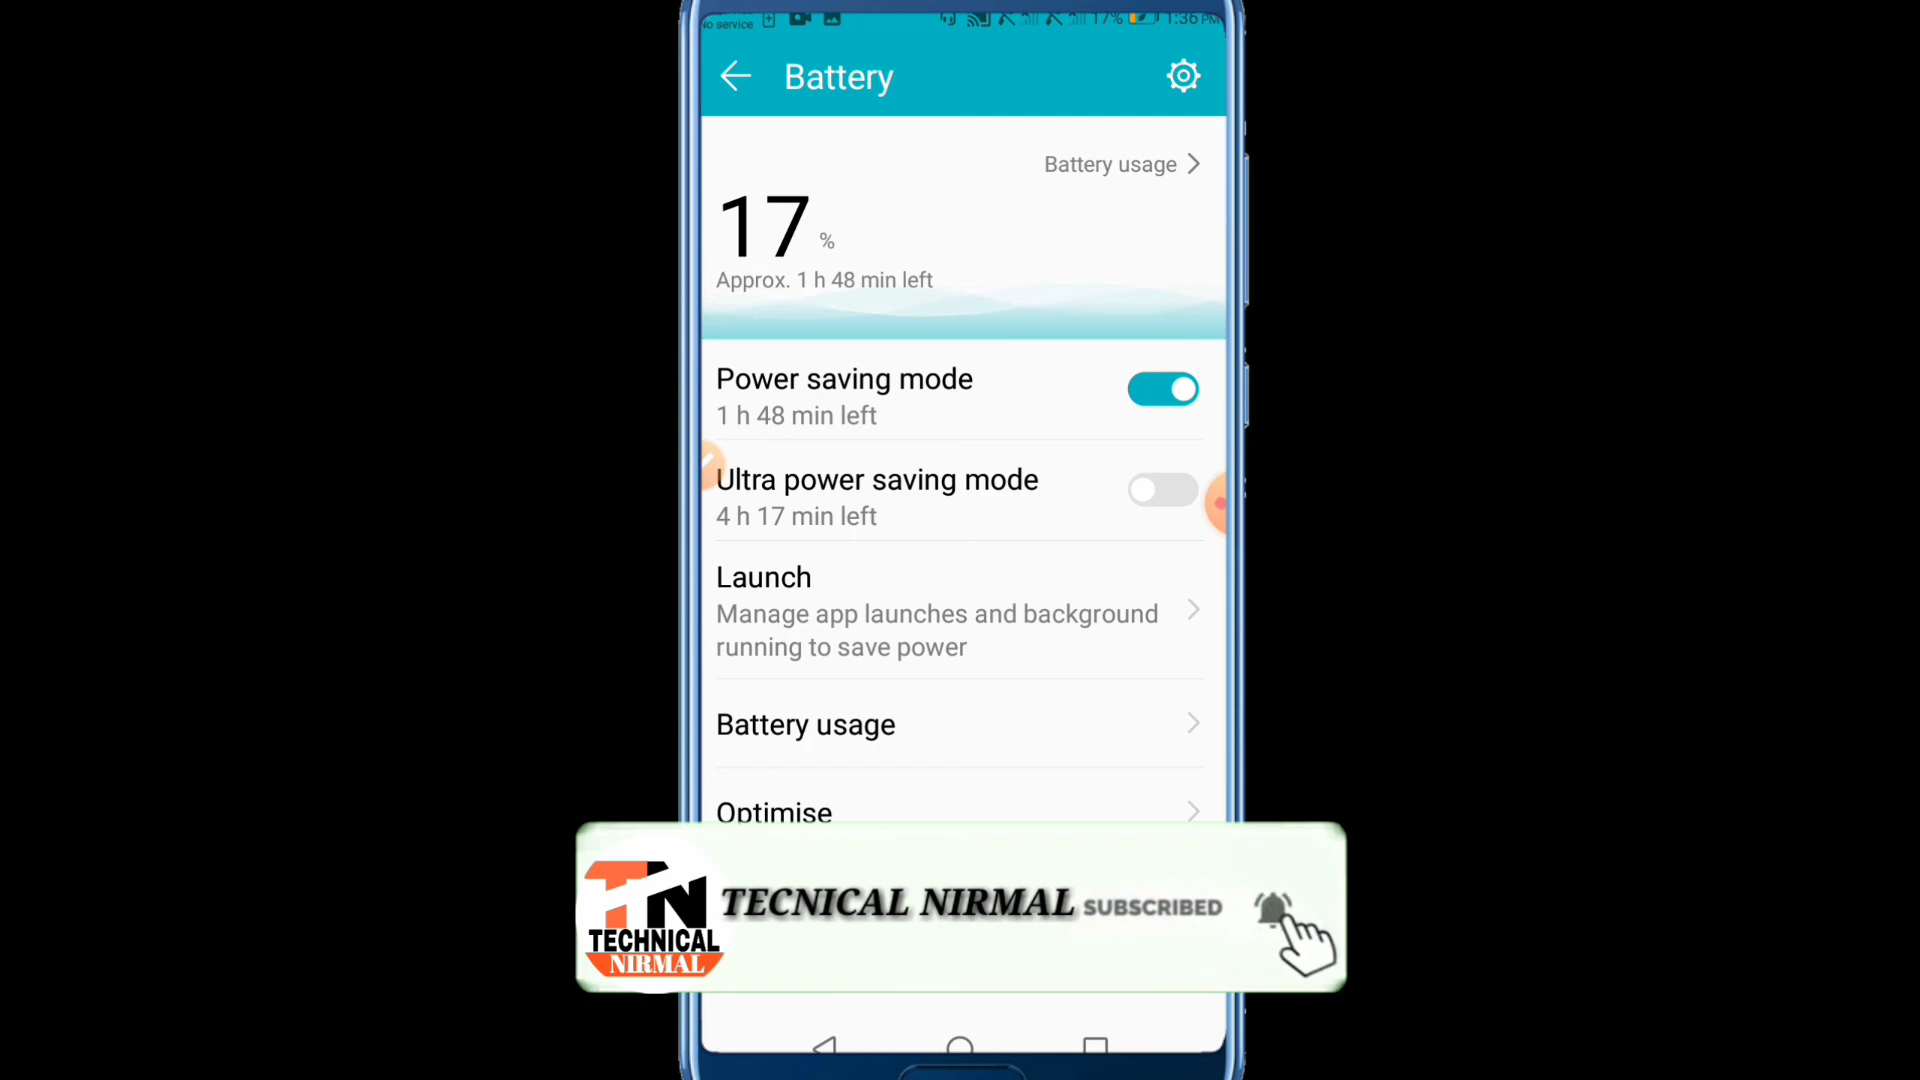 No service 17% 1:36 PM
Battery
Battery usage
17 %
Approx. 1 h 48 min left
Power saving mode
1 h 48 min left
Ultra power saving mode
4 h 17 min left
Launch
Manage app launches and background
running to save power
Battery usage
Optimise
TECNICAL NIRMAL SUBSCRIBED
TN
TECHNICAL
NIRMAL